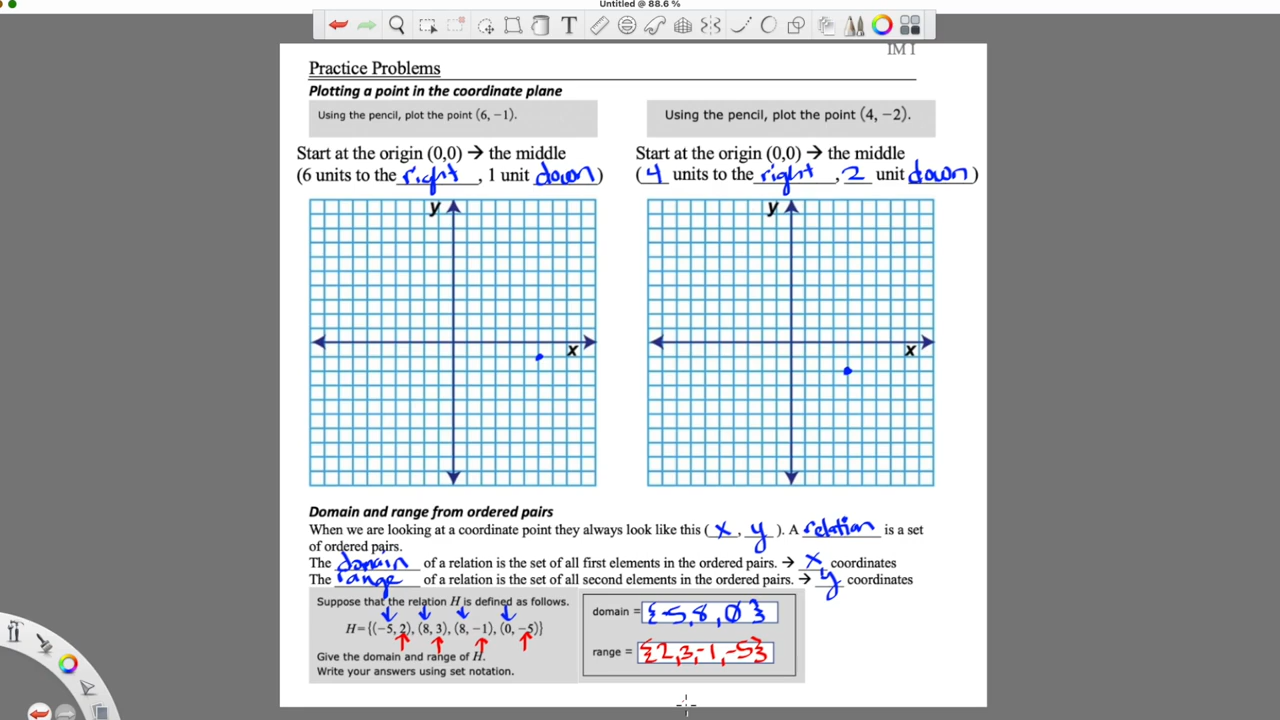 Untitled @ 88.6 %
IM I
Practice Problems
Plotting a point in the coordinate plane
Using the pencil, plot the point (6, −1).
Using the pencil, plot the point (4, −2).
Start at the origin (0,0) → the middle
(6 units to the right, 1 unit down)
Start at the origin (0,0) → the middle
(4 units to the right, 2 unit down)
y
x
y
x
Domain and range from ordered pairs
When we are looking at a coordinate point they always look like this (x, y). A relation is a set
of ordered pairs.
The domain of a relation is the set of all first elements in the ordered pairs. → x coordinates
The range of a relation is the set of all second elements in the ordered pairs. → y coordinates
Suppose that the relation H is defined as follows.
H={(−5, 2), (8, 3), (8, −1), (0, −5)}
Give the domain and range of H.
Write your answers using set notation.
domain = {-5,8,0}
range = {2,3,-1,-5}